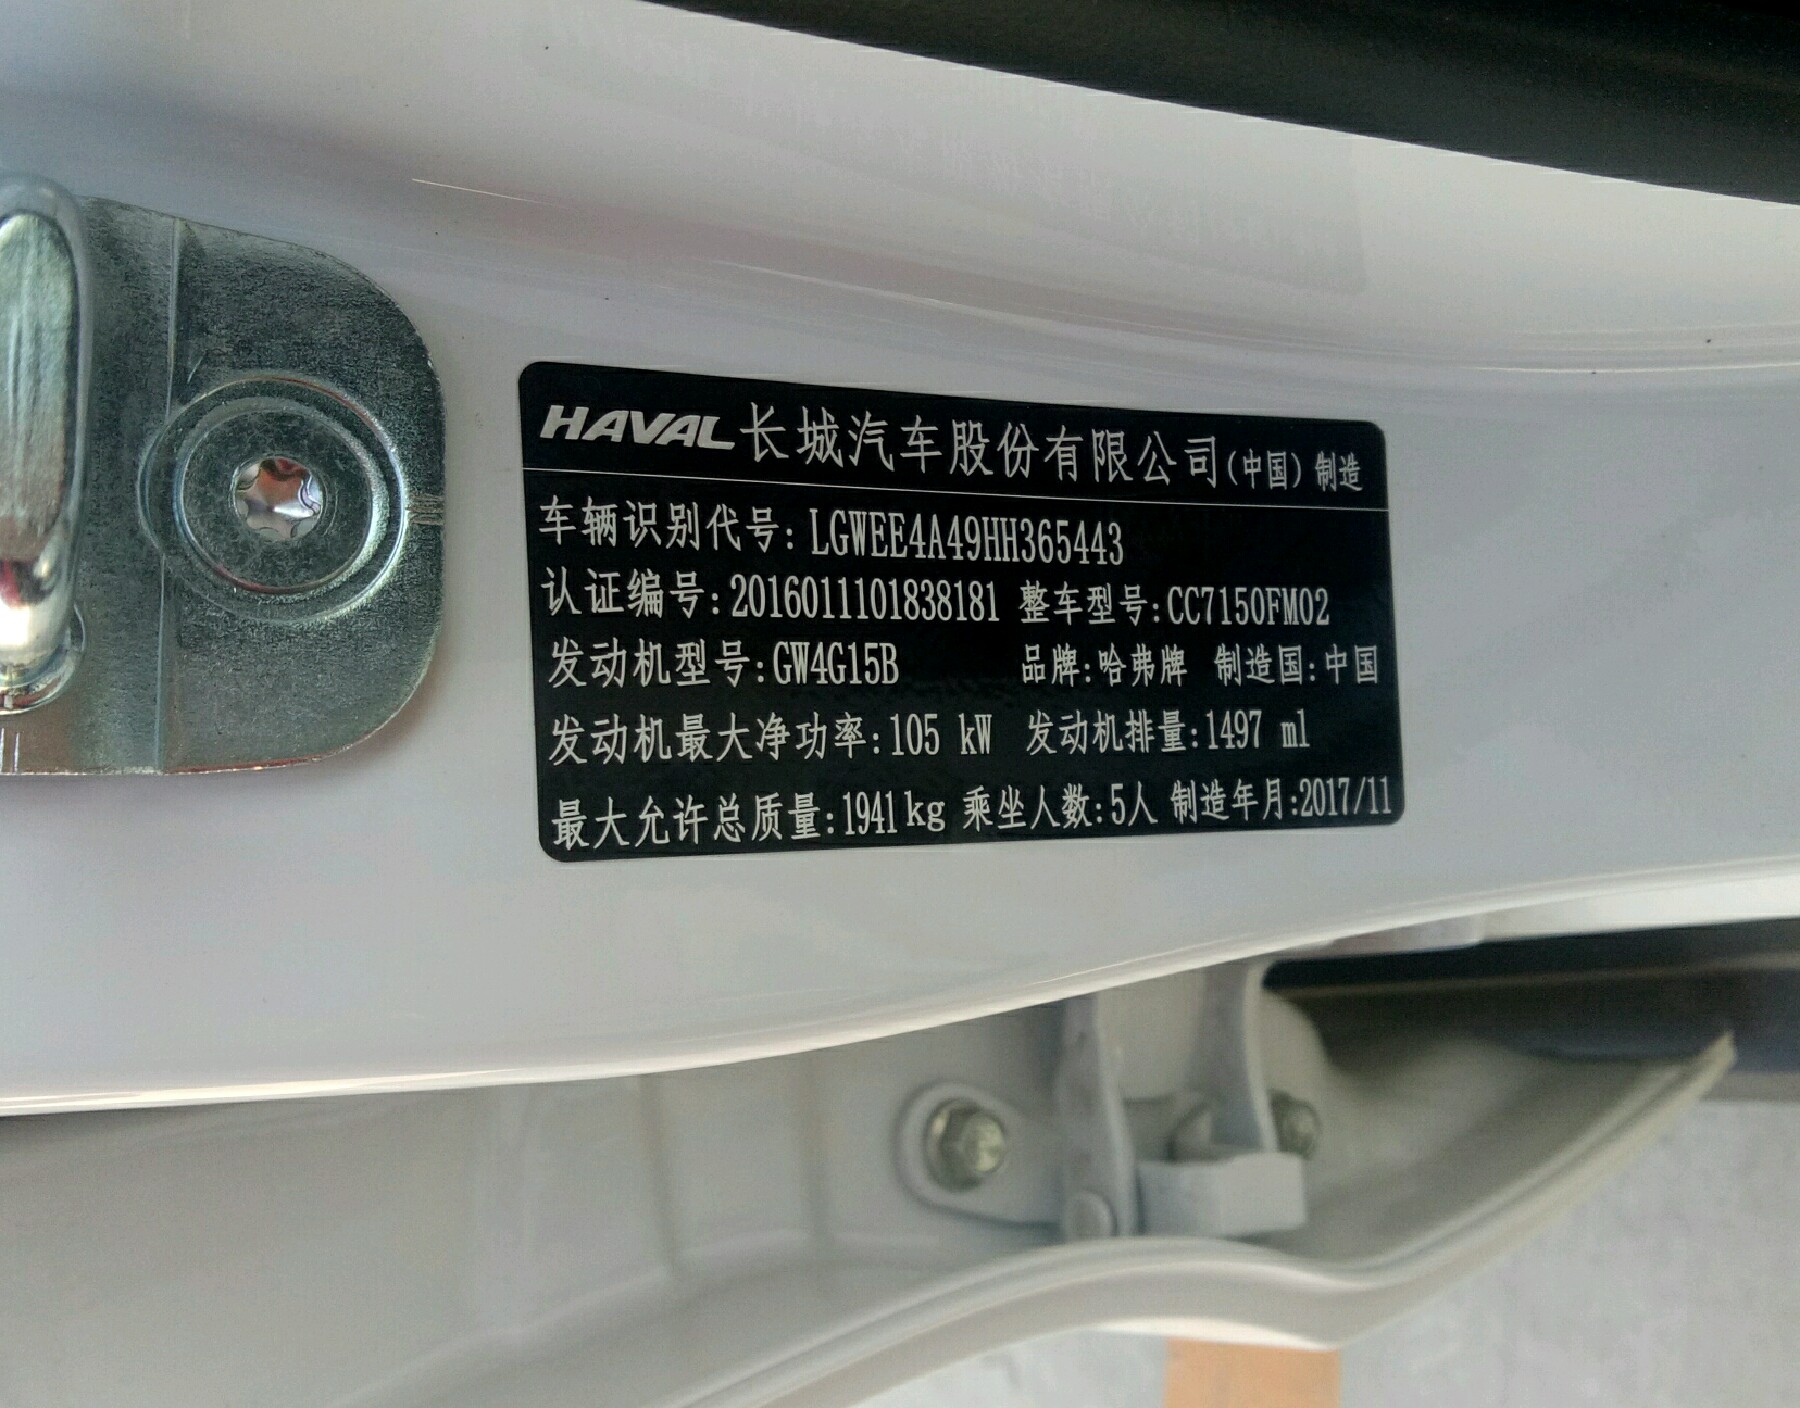 HAVAL长城汽车股份有限公司(中国)制造
车辆识别代号:LGWEE4A49HH365443
认证编号:2016011101838181 整车型号:CC7150FM02
发动机型号:GW4G15B 品牌:哈弗牌 制造国:中国
发动机最大净功率:105 kW 发动机排量:1497 ml
最大允许总质量:1941kg 乘坐人数:5人 制造年月:2017/11